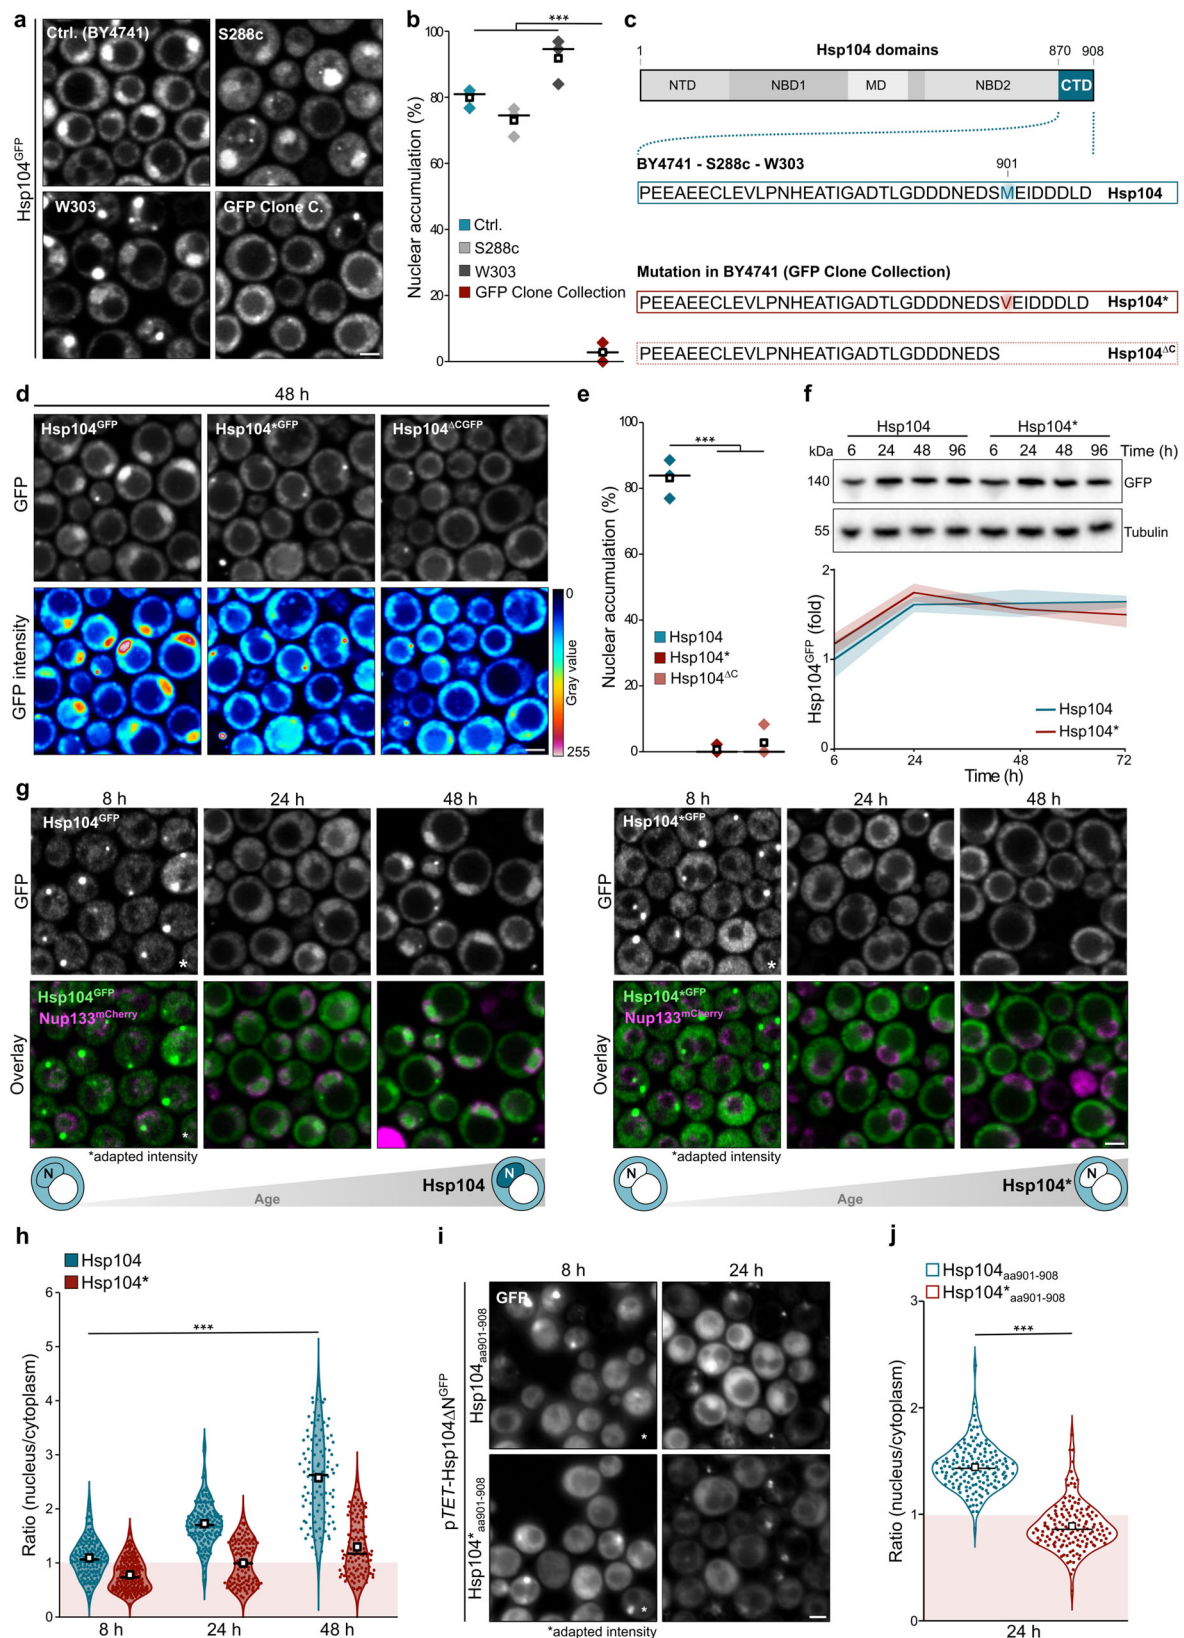 a
Hsp104GFP
Ctrl. (BY4741)
S288c
W303
GFP Clone C.
b
Nuclear accumulation (%)
100
80
60
40
20
0
***
Ctrl.
S288c
W303
GFP Clone Collection
c
Hsp104 domains
1
870
908
NTD
NBD1
MD
NBD2
CTD
BY4741 - S288c - W303
901
PEEAEECLEVLPNHEATIGADTLGDDDNEDSMEIDDDLD Hsp104
Mutation in BY4741 (GFP Clone Collection)
PEEAEECLEVLPNHEATIGADTLGDDDNEDSVEIDDDLD Hsp104*
PEEAEECLEVLPNHEATIGADTLGDDDNEDS Hsp104ΔC
d
48 h
GFP
Hsp104GFP
Hsp104*GFP
Hsp104ΔCGFP
GFP intensity
0
Gray value
255
e
Nuclear accumulation (%)
100
80
60
40
20
0
***
Hsp104
Hsp104*
Hsp104ΔC
f
Hsp104 Hsp104*
kDa 6 24 48 96 6 24 48 96 Time (h)
140 GFP
55 Tubulin
Hsp104GFP (fold)
2
1
0
Hsp104
Hsp104*
6 24 48 72
Time (h)
g
8 h 24 h 48 h
GFP
Hsp104GFP
*
Overlay
Hsp104GFP
Nup133mCherry
*
*adapted intensity
N
Age
Hsp104
N
8 h 24 h 48 h
GFP
Hsp104*GFP
*
Overlay
Hsp104*GFP
Nup133mCherry
*adapted intensity
N
Age
Hsp104*
N
h
Hsp104
Hsp104*
Ratio (nucleus/cytoplasm)
6
5
4
3
2
1
0
***
8 h 24 h 48 h
i
8 h 24 h
pTET-Hsp104ΔNGFP
Hsp104aa901-908
GFP
*
Hsp104*aa901-908
*
*adapted intensity
j
Hsp104aa901-908
Hsp104*aa901-908
Ratio (nucleus/cytoplasm)
3
2
1
0
***
24 h